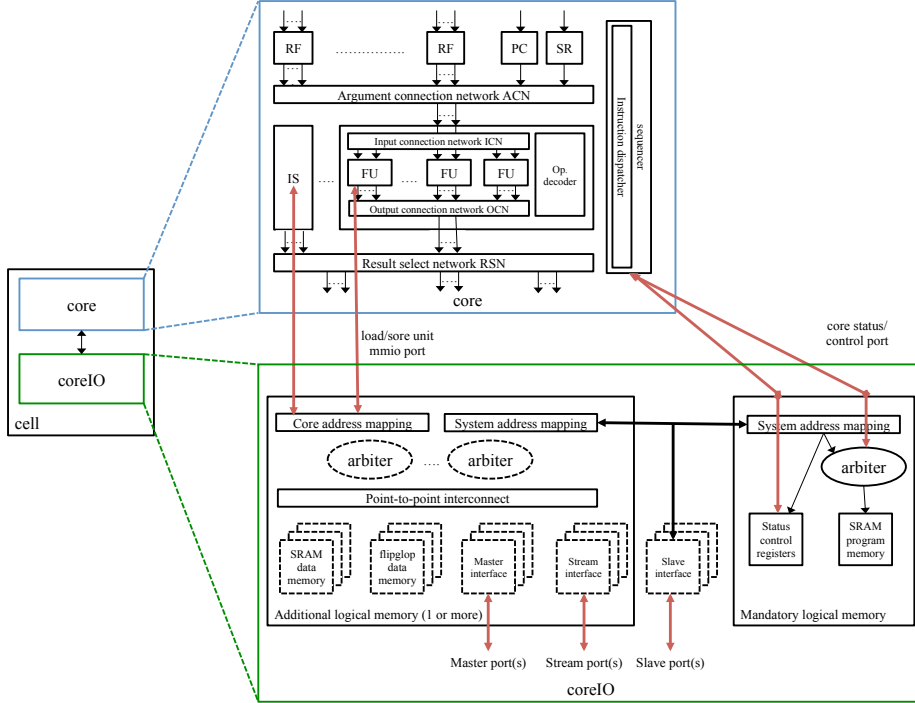 RF
RF
PC
SR
Argument connection network ACN
Instruction dispatcher
sequencer
IS
Input connection network ICN
FU
FU
FU
Op.
decoder
Output connection network OCN
Result select network RSN
core
core
coreIO
cell
load/sore unit
mmio port
core status/
control port
Core address mapping
System address mapping
System address mapping
arbiter
arbiter
arbiter
Point-to-point interconnect
SRAM
data
memory
flipglop
data
memory
Master
interface
Stream
interface
Slave
interface
Status
control
registers
SRAM
program
memory
Additional logical memory (1 or more)
Mandatory logical memory
Master port(s)
Stream port(s)
Slave port(s)
coreIO